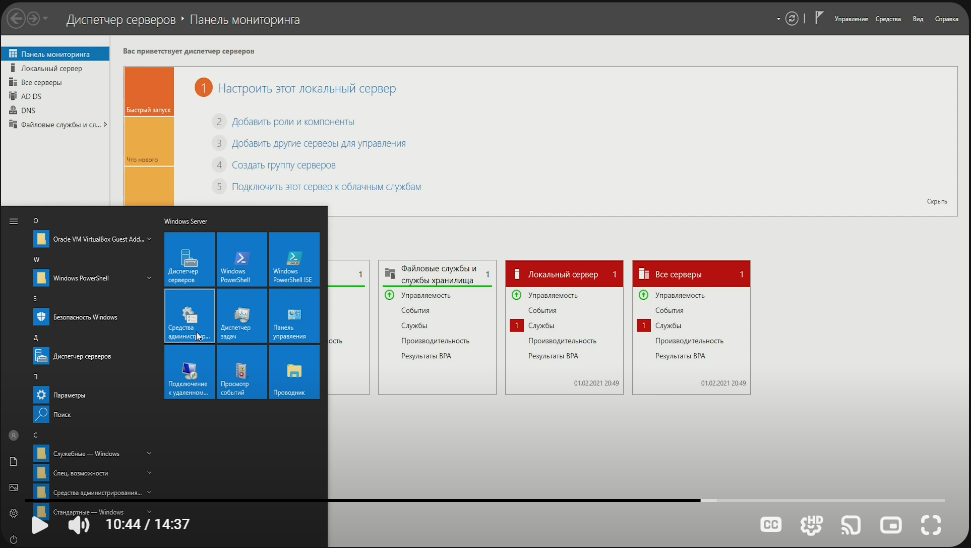 Диспетчер серверов • Панель мониторинга
Управление Средства Вид Справка
Панель мониторинга
Локальный сервер
Все серверы
AD DS
DNS
Файловые службы и сл...
Вас приветствует диспетчер серверов
Быстрый запуск
Что нового
1 Настроить этот локальный сервер
2 Добавить роли и компоненты
3 Добавить другие серверы для управления
4 Создать группу серверов
5 Подключить этот сервер к облачным службам
Скрыть
O
Oracle VM VirtualBox Guest Add...
W
Windows PowerShell
Б
Безопасность Windows
Д
Диспетчер серверов
П
Параметры
Поиск
С
Служебные — Windows
Спец. возможности
Средства администрирования...
Стандартные — Windows
Windows Server
Диспетчер серверов
Windows PowerShell
Windows PowerShell ISE
Средства администрир...
Диспетчер задач
Панель управления
Подключение к удаленном...
Просмотр событий
Проводник
1
Файловые службы и службы хранилища 1
Управляемость
События
Службы
Производительность
Результаты BPA
Локальный сервер 1
Управляемость
События
1 Службы
Производительность
Результаты BPA
01.02.2021 20:49
Все серверы 1
Управляемость
События
1 Службы
Производительность
Результаты BPA
01.02.2021 20:49
10:44 / 14:37
CC
HD